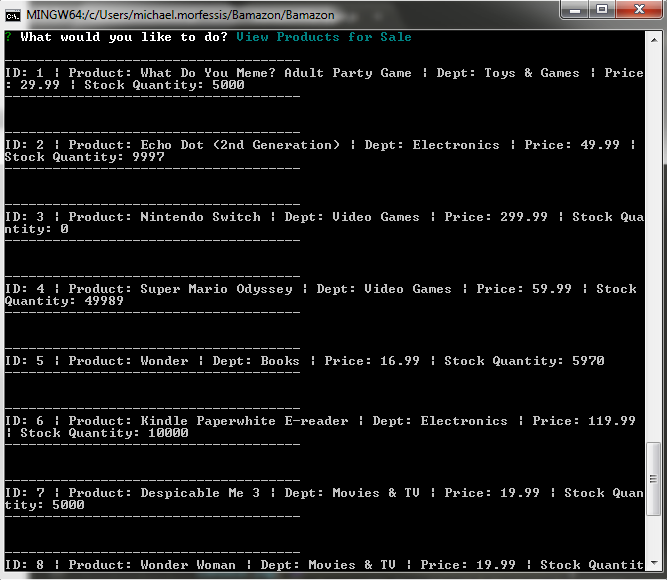 MINGW64:/c/Users/michael.morfessis/Bamazon/Bamazon
? What would you like to do? View Products for Sale
ID: 1 | Product: What Do You Meme? Adult Party Game | Dept: Toys & Games | Price
: 29.99 | Stock Quantity: 5000
ID: 2 | Product: Echo Dot (2nd Generation) | Dept: Electronics | Price: 49.99 |
Stock Quantity: 9997
ID: 3 | Product: Nintendo Switch | Dept: Video Games | Price: 299.99 | Stock Qua
ntity: 0
ID: 4 | Product: Super Mario Odyssey | Dept: Video Games | Price: 59.99 | Stock
Quantity: 49989
ID: 5 | Product: Wonder | Dept: Books | Price: 16.99 | Stock Quantity: 5970
ID: 6 | Product: Kindle Paperwhite E-reader | Dept: Electronics | Price: 119.99
| Stock Quantity: 10000
ID: 7 | Product: Despicable Me 3 | Dept: Movies & TV | Price: 19.99 | Stock Quan
tity: 5000
ID: 8 | Product: Wonder Woman | Dept: Movies & TV | Price: 19.99 | Stock Quantit